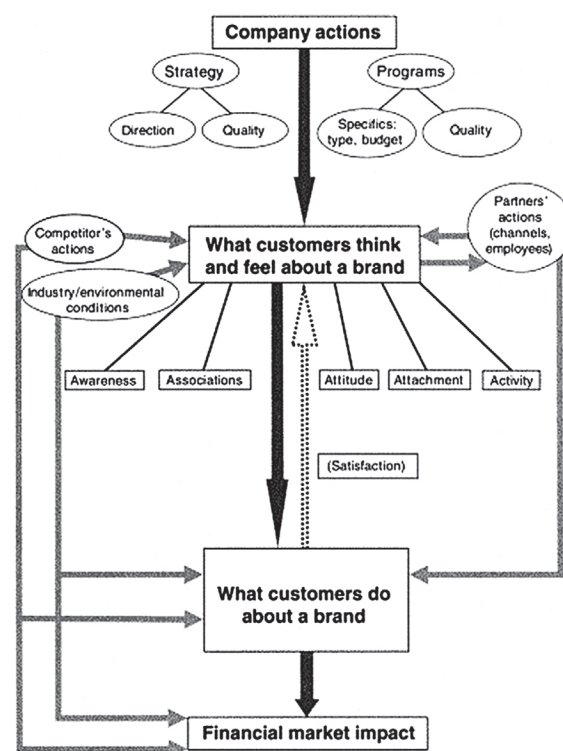 Company actions
Strategy
Programs
Direction
Quality
Specifics:
type, budget
Quality
Competitor's
actions
What customers think
and feel about a brand
Partners'
actions
(channels,
employees)
Industry/environmental
conditions
Awareness
Associations
Attitude
Attachment
Activity
(Satisfaction)
What customers do
about a brand
Financial market impact